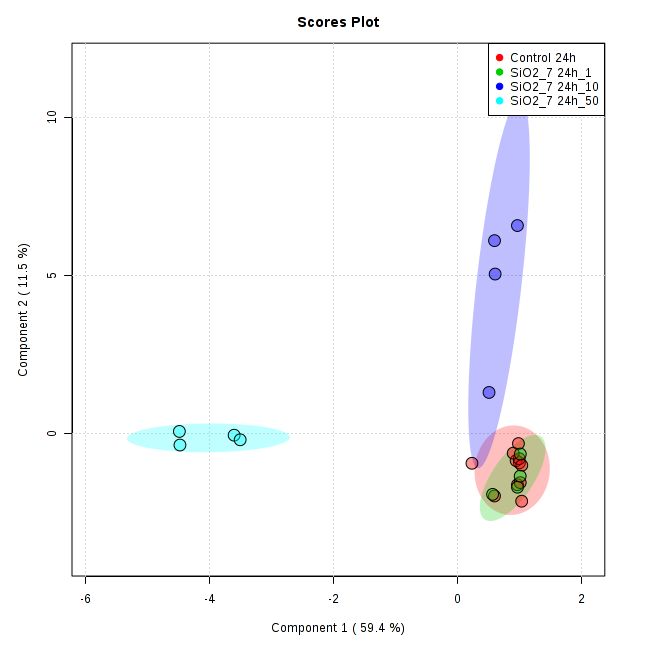 Scores Plot
Control 24h
SiO2_7 24h_1
SiO2_7 24h_10
SiO2_7 24h_50
10
5
0
Component 2 ( 11.5 %)
-6 -4 -2 0 2
Component 1 ( 59.4 %)